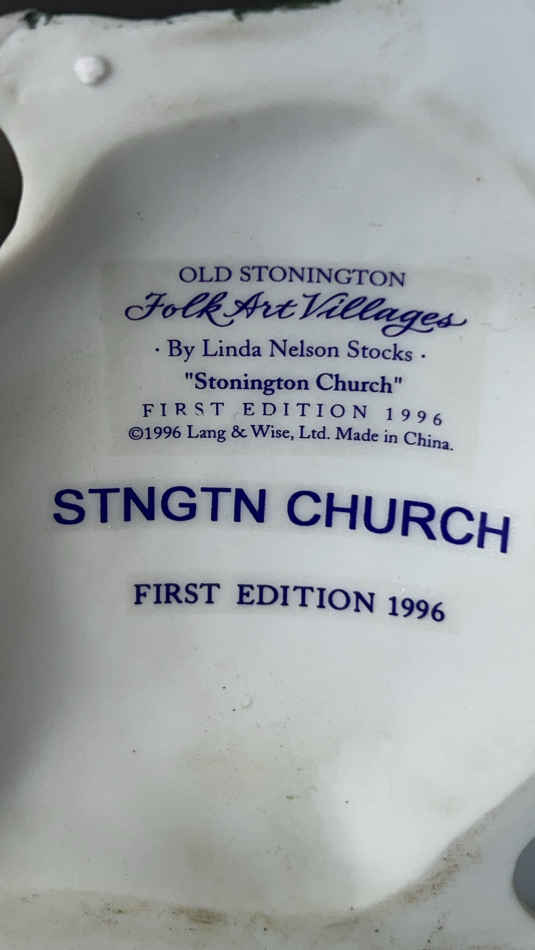 OLD STONINGTON
Folk Art Villages
· By Linda Nelson Stocks ·
"Stonington Church"
FIRST EDITION 1996
©1996 Lang & Wise, Ltd. Made in China.
STNGTN CHURCH
FIRST EDITION 1996